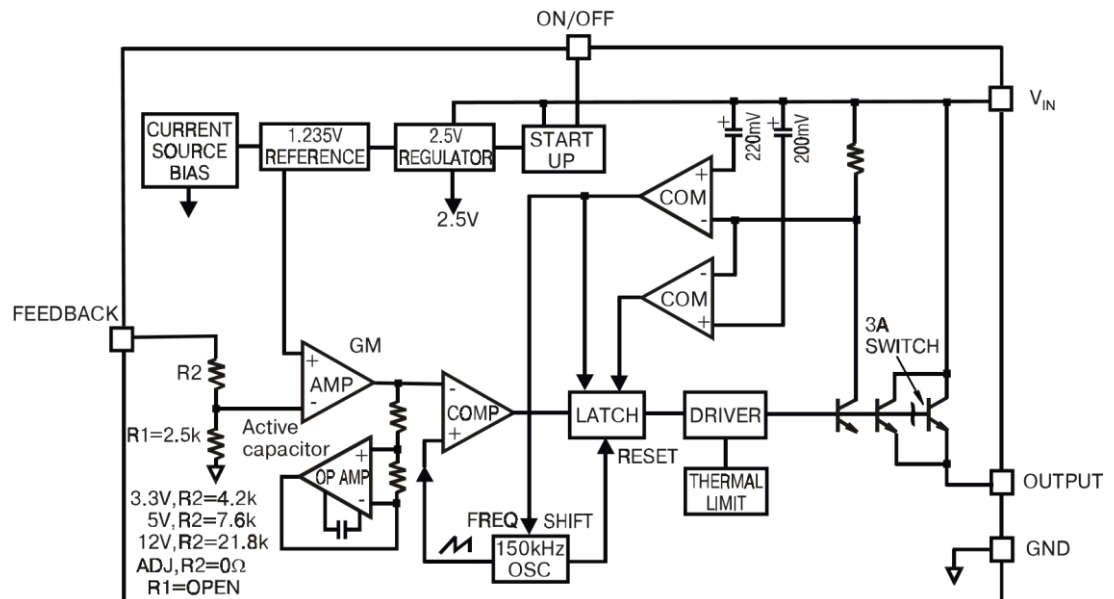 ON/OFF
VIN
CURRENT
SOURCE
BIAS
1.235V
REFERENCE
2.5V
REGULATOR
START
UP
2.5V
+
220mV
+
200mV
+
COM
-
-
COM
+
FEEDBACK
R2
R1=2.5k
3.3V,R2=4.2k
5V,R2=7.6k
12V,R2=21.8k
ADJ,R2=0Ω
R1=OPEN
GM
+
AMP
-
Active
capacitor
+
OP AMP
-
-
COMP
+
LATCH
RESET
DRIVER
THERMAL
LIMIT
3A
SWITCH
FREQ SHIFT
150kHz
OSC
OUTPUT
GND